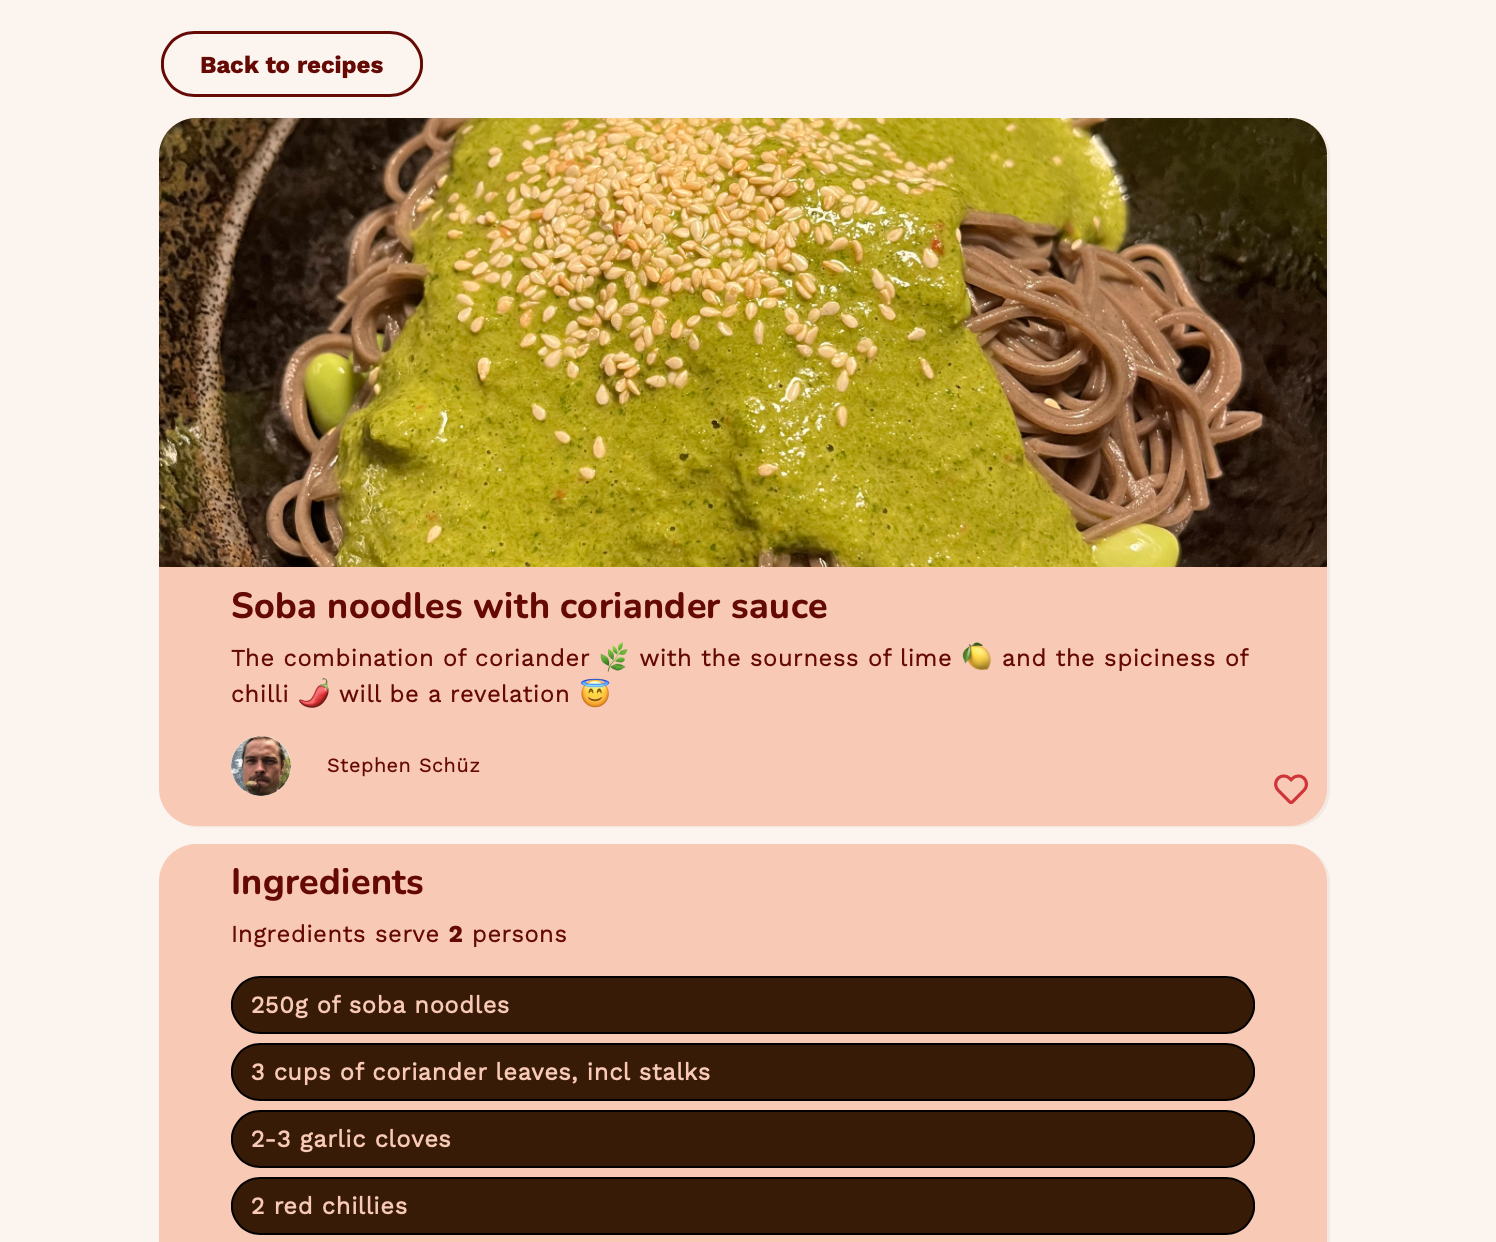 Back to recipes
Soba noodles with coriander sauce
The combination of coriander 🌿 with the sourness of lime 🍋 and the spiciness of
chilli 🌶️ will be a revelation 😇
Stephen Schüz
Ingredients
Ingredients serve 2 persons
250g of soba noodles
3 cups of coriander leaves, incl stalks
2-3 garlic cloves
2 red chillies